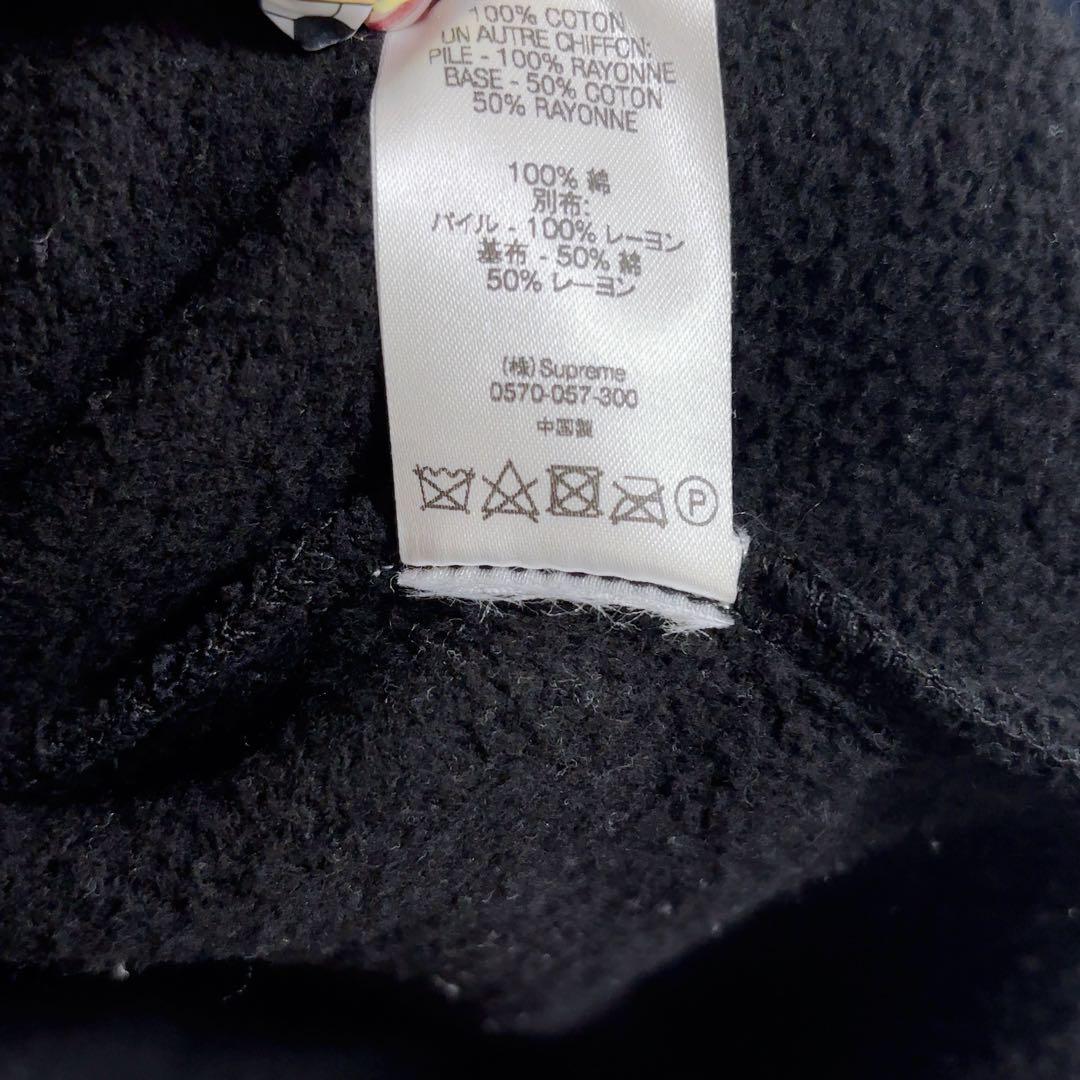 100% COTON
UN AUTRE CHIFFON:
PILE - 100% RAYONNE
BASE - 50% COTON
50% RAYONNE
100% 綿
別布:
パイル - 100% レーヨン
基布 - 50% 綿
50% レーヨン
(株) Supreme
0570-057-300
中国製
P